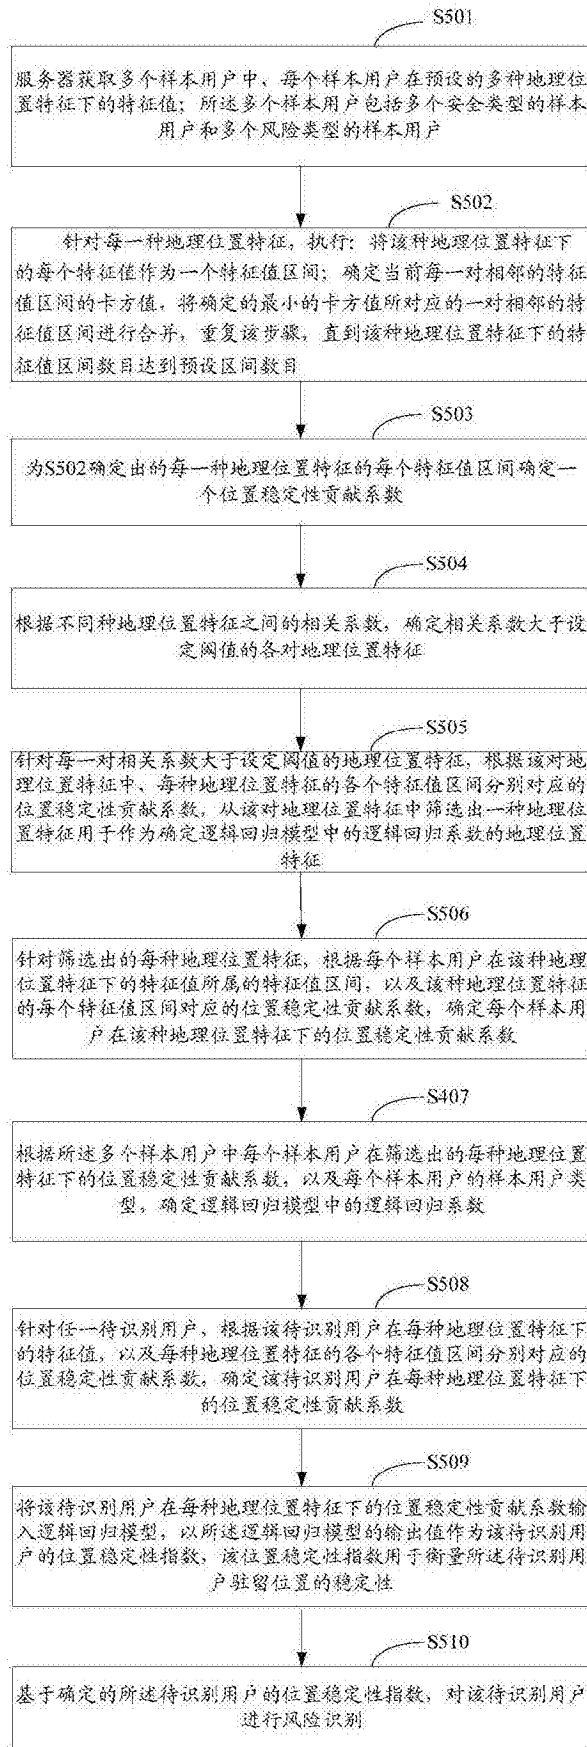 S501
服务器获取多个样本用户中、每个样本用户在预设的多种地理位
置特征下的特征值；所述多个样本用户包括多个安全类型的样本
用户和多个风险类型的样本用户
S502
针对每一种地理位置特征，执行：将该种地理位置特征下
的每个特征值作为一个特征值区间；确定当前每一对相邻的特征
值区间的卡方值，将确定的最小的卡方值所对应的一对相邻的特
征值区间进行合并，重复该步骤，直到该种地理位置特征下的特
征值区间数目达到预设区间数目
S503
为S502确定出的每一种地理位置特征的每个特征值区间确定一
个位置稳定性贡献系数
S504
根据不同种地理位置特征之间的相关系数，确定相关系数大于设
定阈值的各对地理位置特征
S505
针对每一对相关系数大于设定阈值的地理位置特征，根据该对地
理位置特征中、每种地理位置特征的各个特征值区间分别对应的
位置稳定性贡献系数，从该对地理位置特征中筛选出一种地理位
置特征用于作为确定逻辑回归模型中的逻辑回归系数的地理位置
特征
S506
针对筛选出的每种地理位置特征，根据每个样本用户在该种地理
位置特征下的特征值所属的特征值区间，以及该种地理位置特征
的每个特征值区间对应的位置稳定性贡献系数，确定每个样本用
户在该种地理位置特征下的位置稳定性贡献系数
S407
根据所述多个样本用户中每个样本用户在筛选出的每种地理位置
特征下的位置稳定性贡献系数，以及每个样本用户的样本用户类
型，确定逻辑回归模型中的逻辑回归系数
S508
针对任一待识别用户，根据该待识别用户在每种地理位置特征下
的特征值，以及每种地理位置特征的各个特征值区间分别对应的
位置稳定性贡献系数，确定该待识别用户在每种地理位置特征下
的位置稳定性贡献系数
S509
将该待识别用户在每种地理位置特征下的位置稳定性贡献系数输
入逻辑回归模型，以所述逻辑回归模型的输出值作为该待识别用
户的位置稳定性指数，该位置稳定性指数用于衡量所述待识别用
户驻留位置的稳定性
S510
基于确定的所述待识别用户的位置稳定性指数，对该待识别用户
进行风险识别